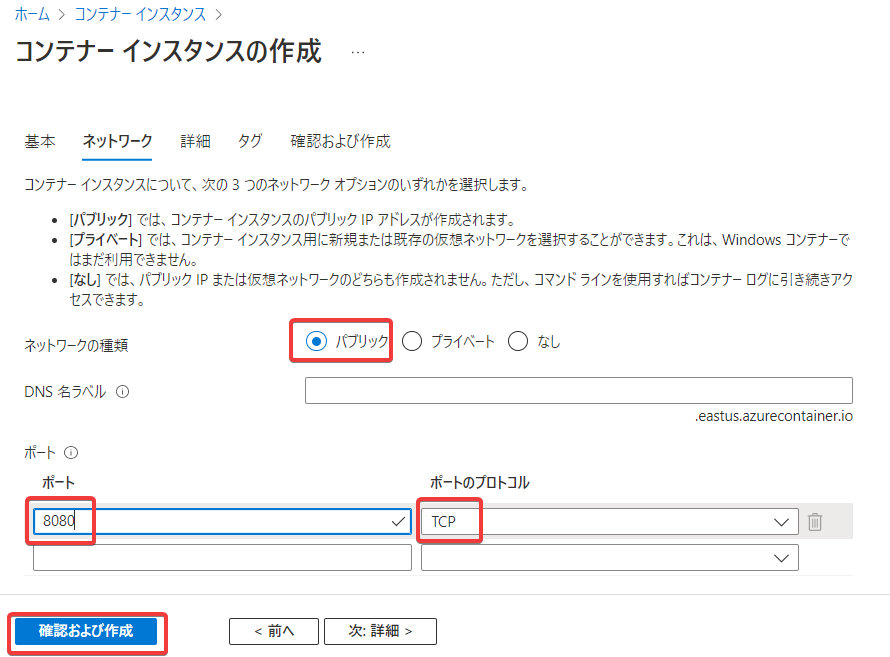 ホーム > コンテナー インスタンス >
コンテナー インスタンスの作成 ...
基本 ネットワーク 詳細 タグ 確認および作成
コンテナー インスタンスについて、次の 3 つのネットワーク オプションのいずれかを選択します。
• [パブリック] では、コンテナー インスタンスのパブリック IP アドレスが作成されます。
• [プライベート] では、コンテナー インスタンス用に新規または既存の仮想ネットワークを選択することができます。これは、Windows コンテナーで
はまだ利用できません。
• [なし] では、パブリック IP または仮想ネットワークのどちらも作成されません。ただし、コマンド ラインを使用すればコンテナー ログに引き続きアク
セスできます。
ネットワークの種類 パブリック プライベート なし
DNS 名ラベル
.eastus.azurecontainer.io
ポート
ポート ポートのプロトコル
8080 TCP
確認および作成 < 前へ 次: 詳細 >